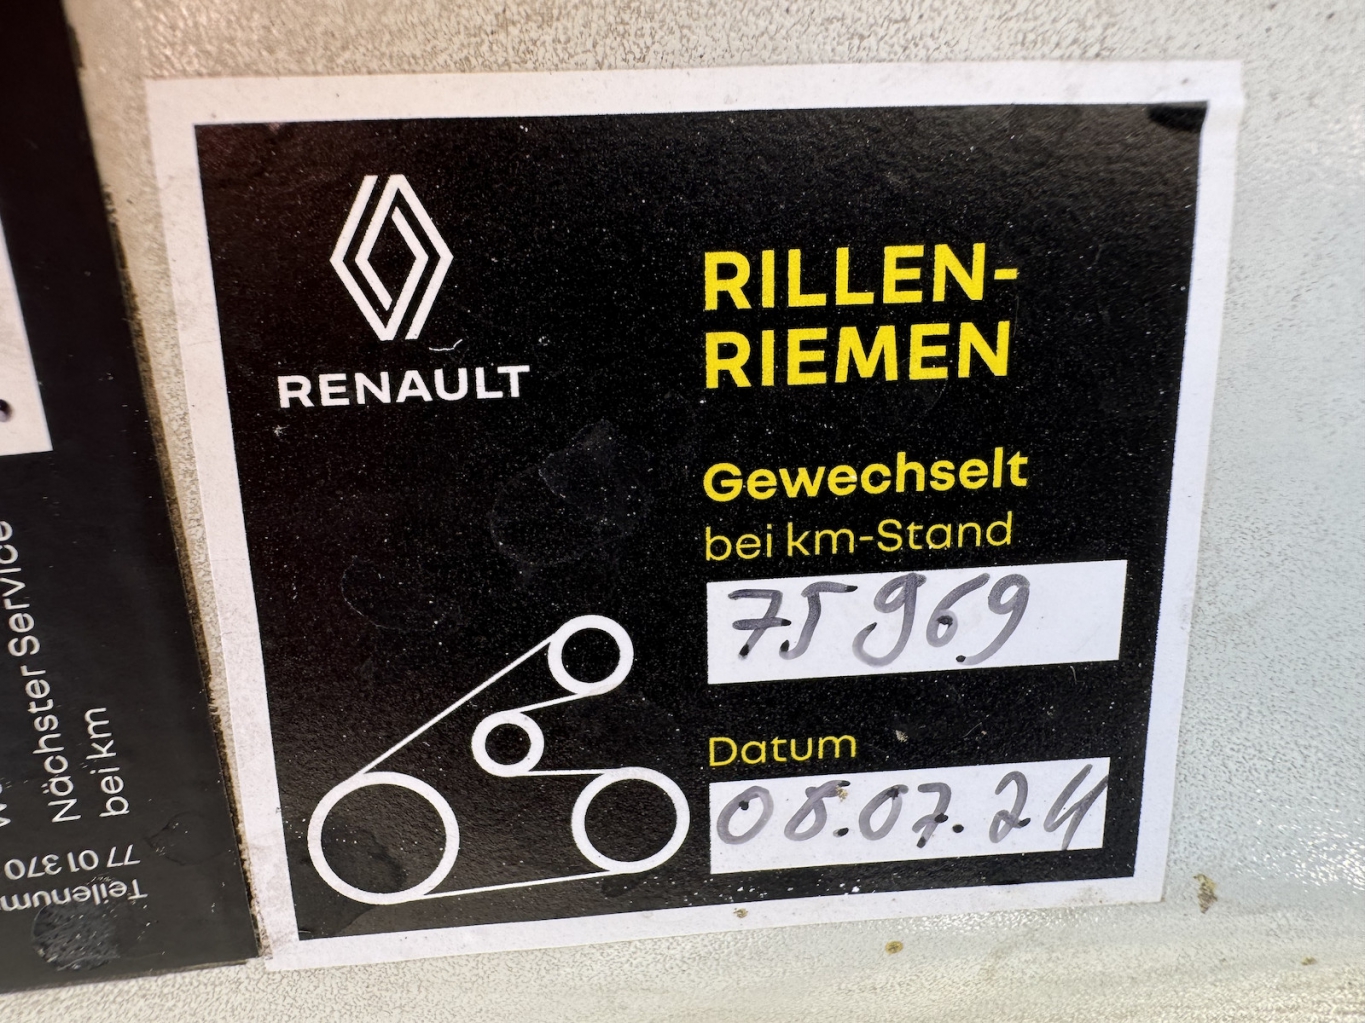 RENAULT
RILLEN-
RIEMEN
Gewechselt
bei km-Stand
75969
Datum
08.07.24
Nächster Service
bei km
77 01 370
Teilenum